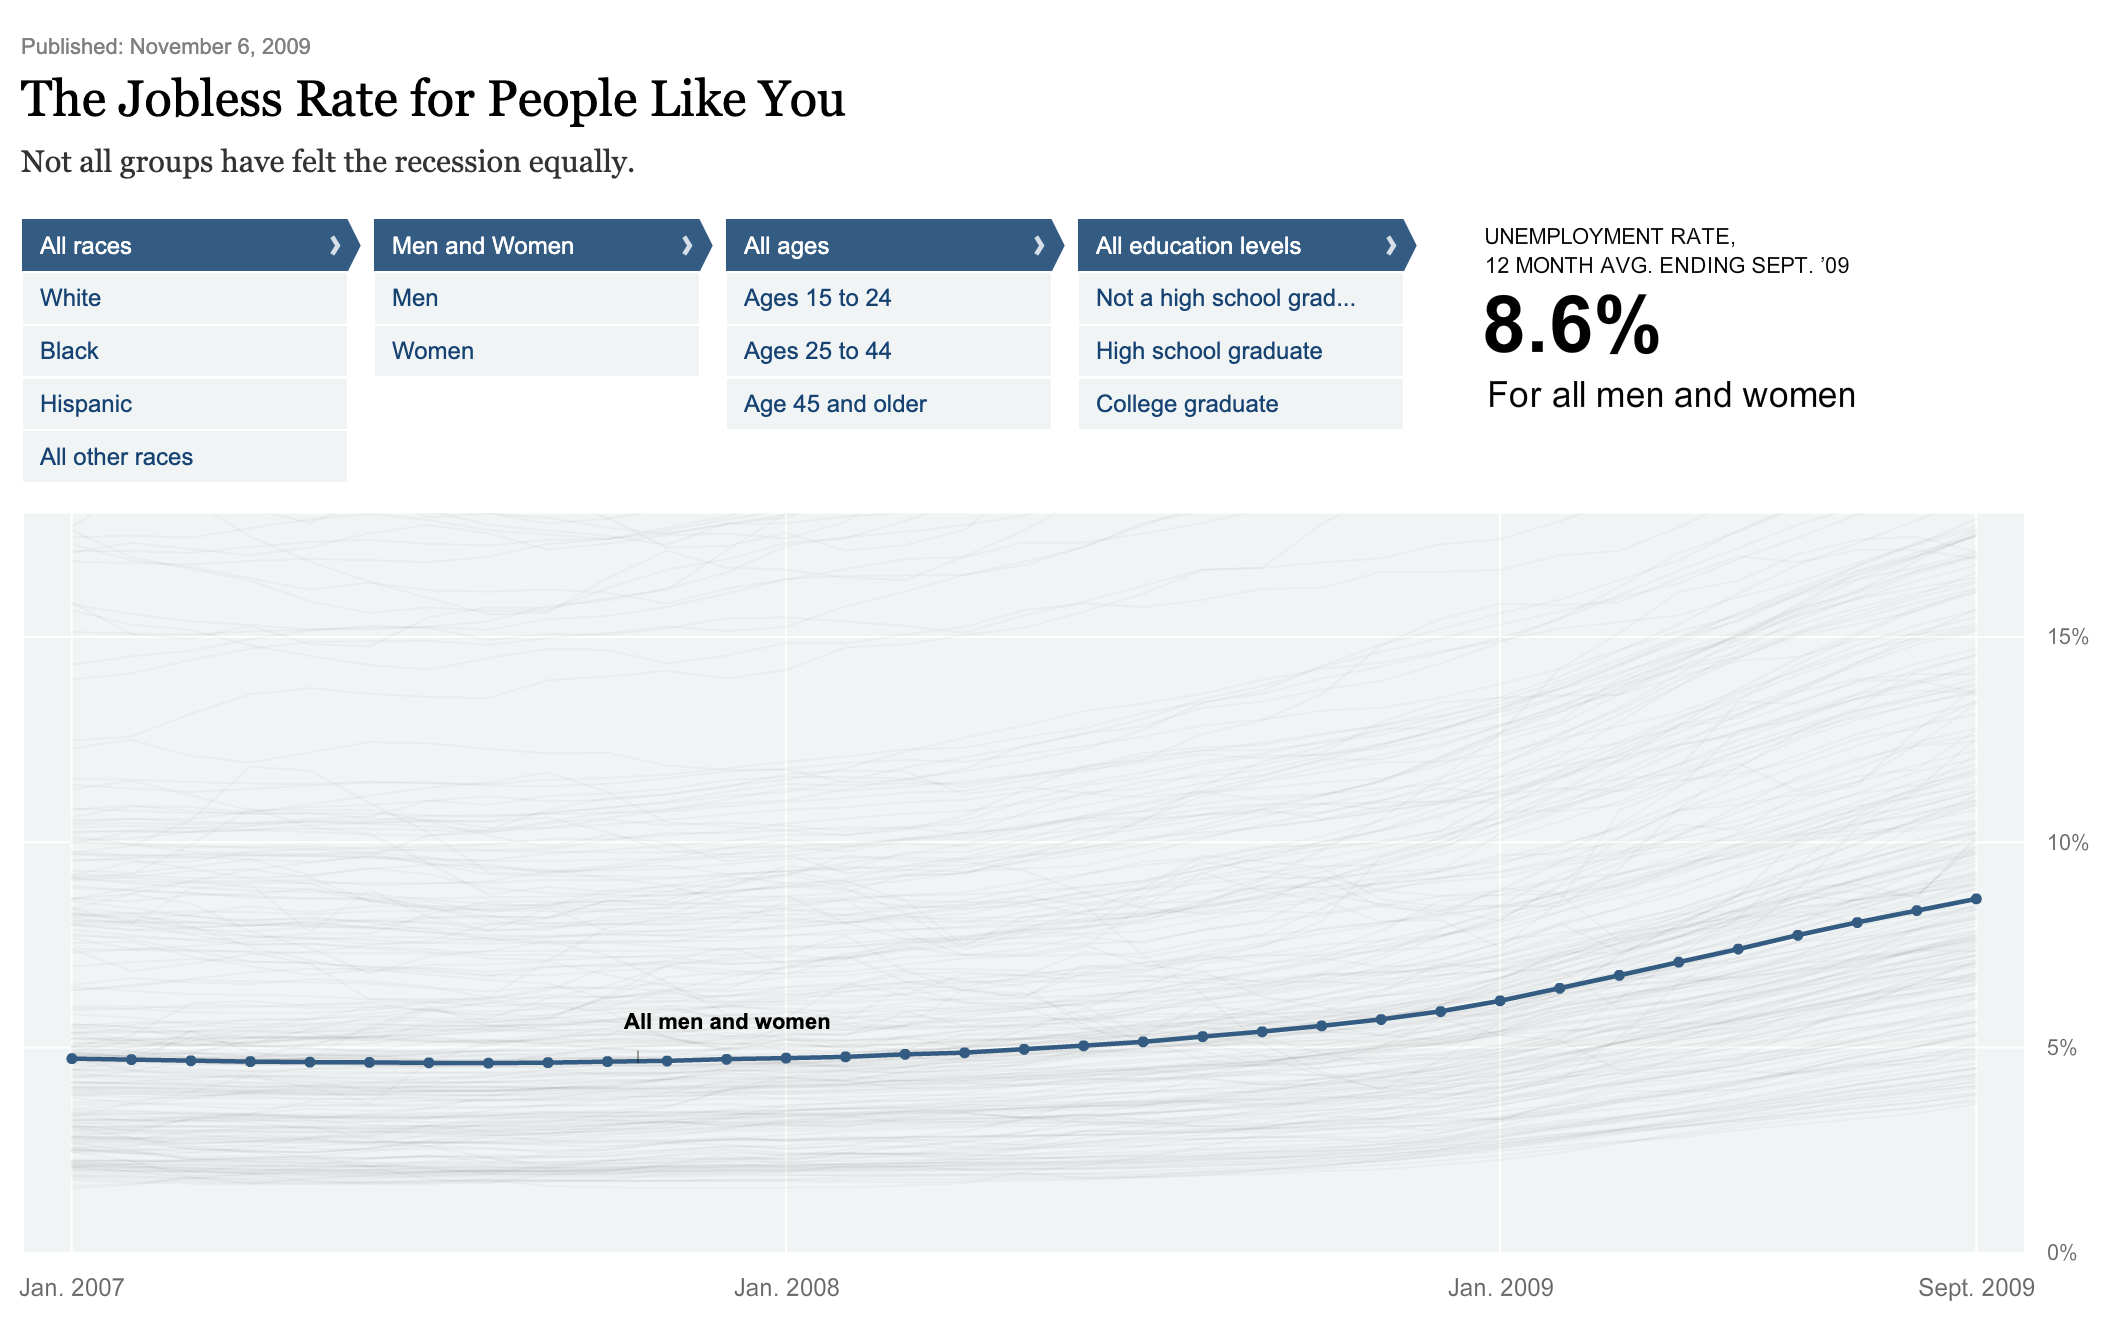 Published: November 6, 2009
The Jobless Rate for People Like You
Not all groups have felt the recession equally.
All races
White
Black
Hispanic
All other races
Men and Women
Men
Women
All ages
Ages 15 to 24
Ages 25 to 44
Age 45 and older
All education levels
Not a high school grad...
High school graduate
College graduate
UNEMPLOYMENT RATE,
12 MONTH AVG. ENDING SEPT. ’09
8.6%
For all men and women
15%
10%
5%
0%
All men and women
Jan. 2007
Jan. 2008
Jan. 2009
Sept. 2009